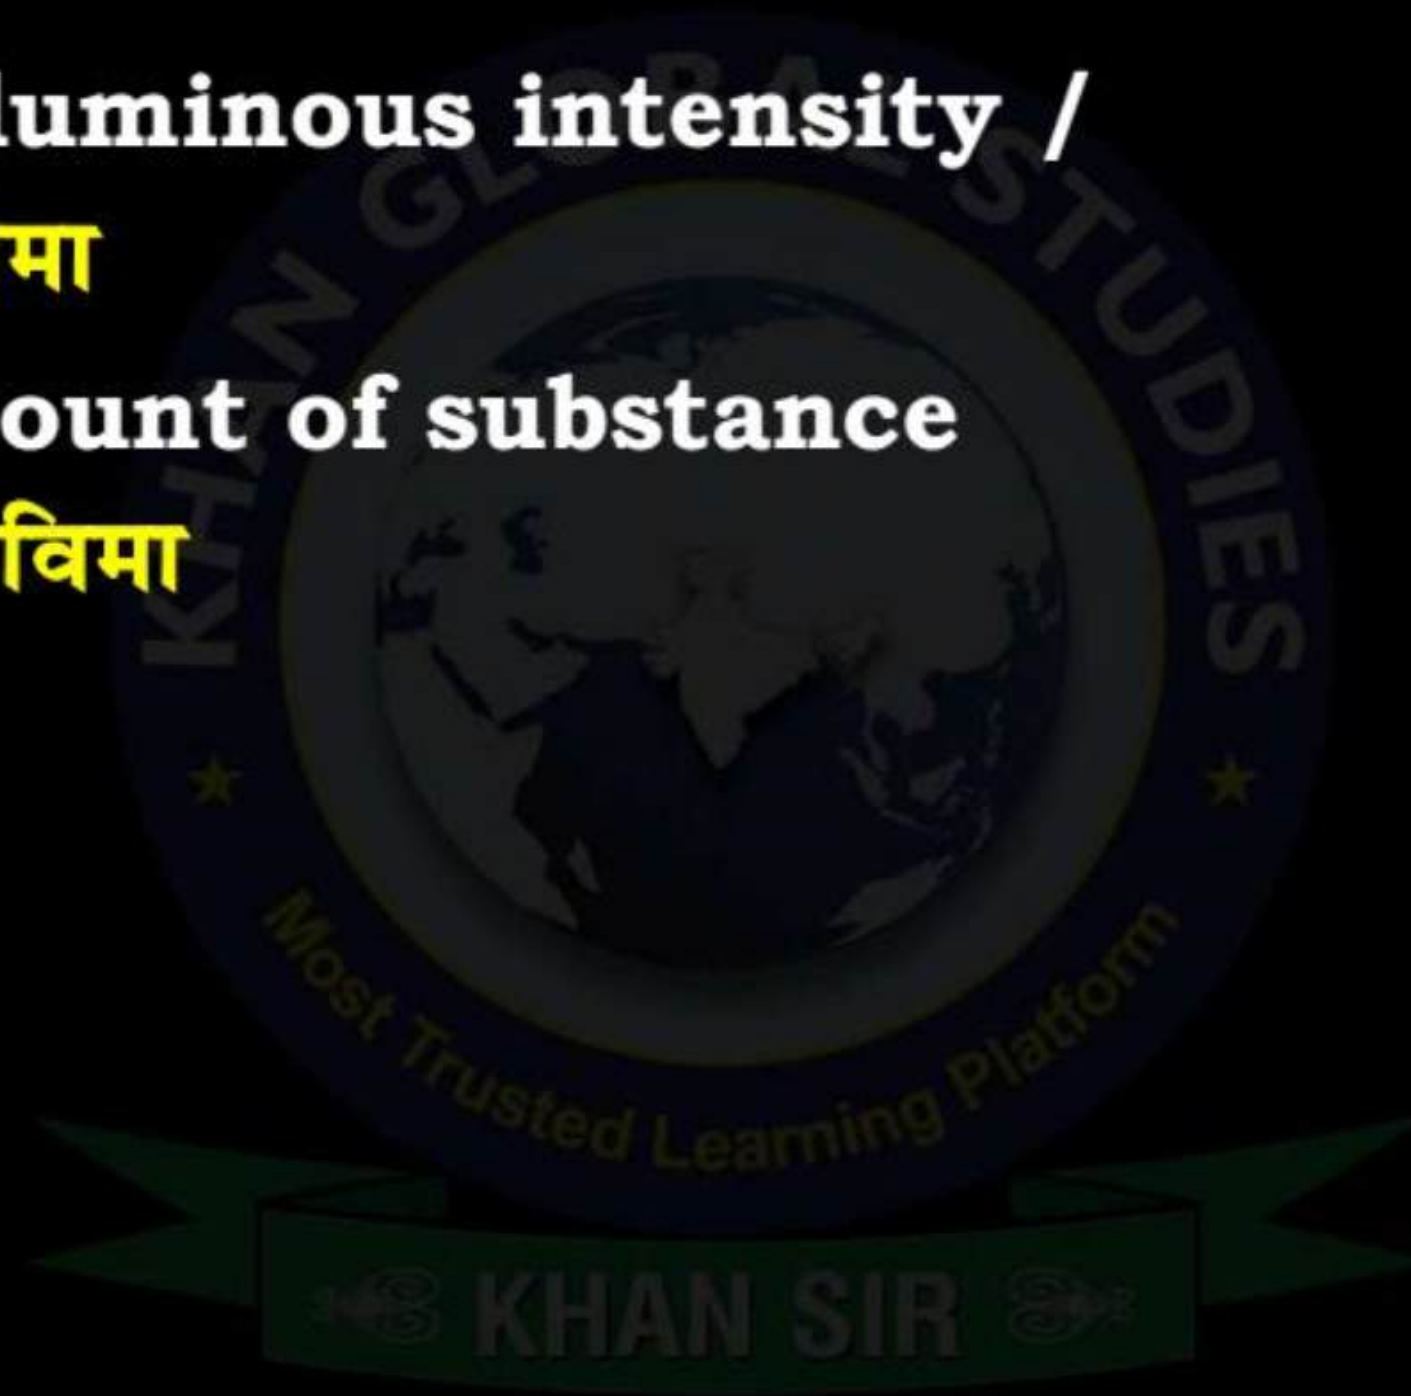 luminous intensity /
मा
ount of substance
विमा
KHAN GLOBAL STUDIES
Most Trusted Learning Platform
KHAN SIR